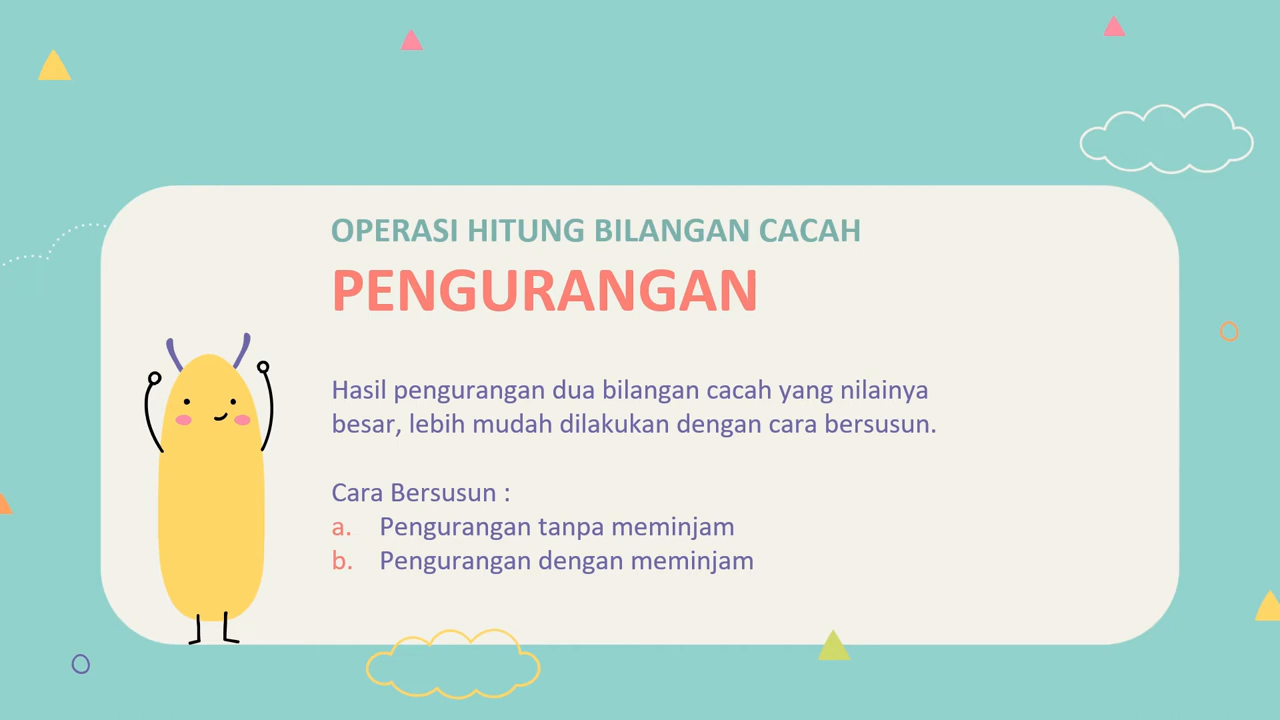 OPERASI HITUNG BILANGAN CACAH
PENGURANGAN
Hasil pengurangan dua bilangan cacah yang nilainya
besar, lebih mudah dilakukan dengan cara bersusun.
Cara Bersusun :
a. Pengurangan tanpa meminjam
b. Pengurangan dengan meminjam